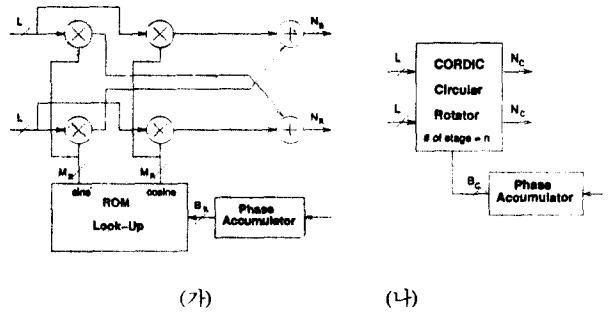 L
N_R
L
N_R
M_R
M_R
sine
cosine
ROM
Look-Up
B_R
Phase
Accumulator
(가)
L
N_C
L
N_C
CORDIC
Circular
Rotator
# of stage = n
B_C
Phase
Accumulator
(나)